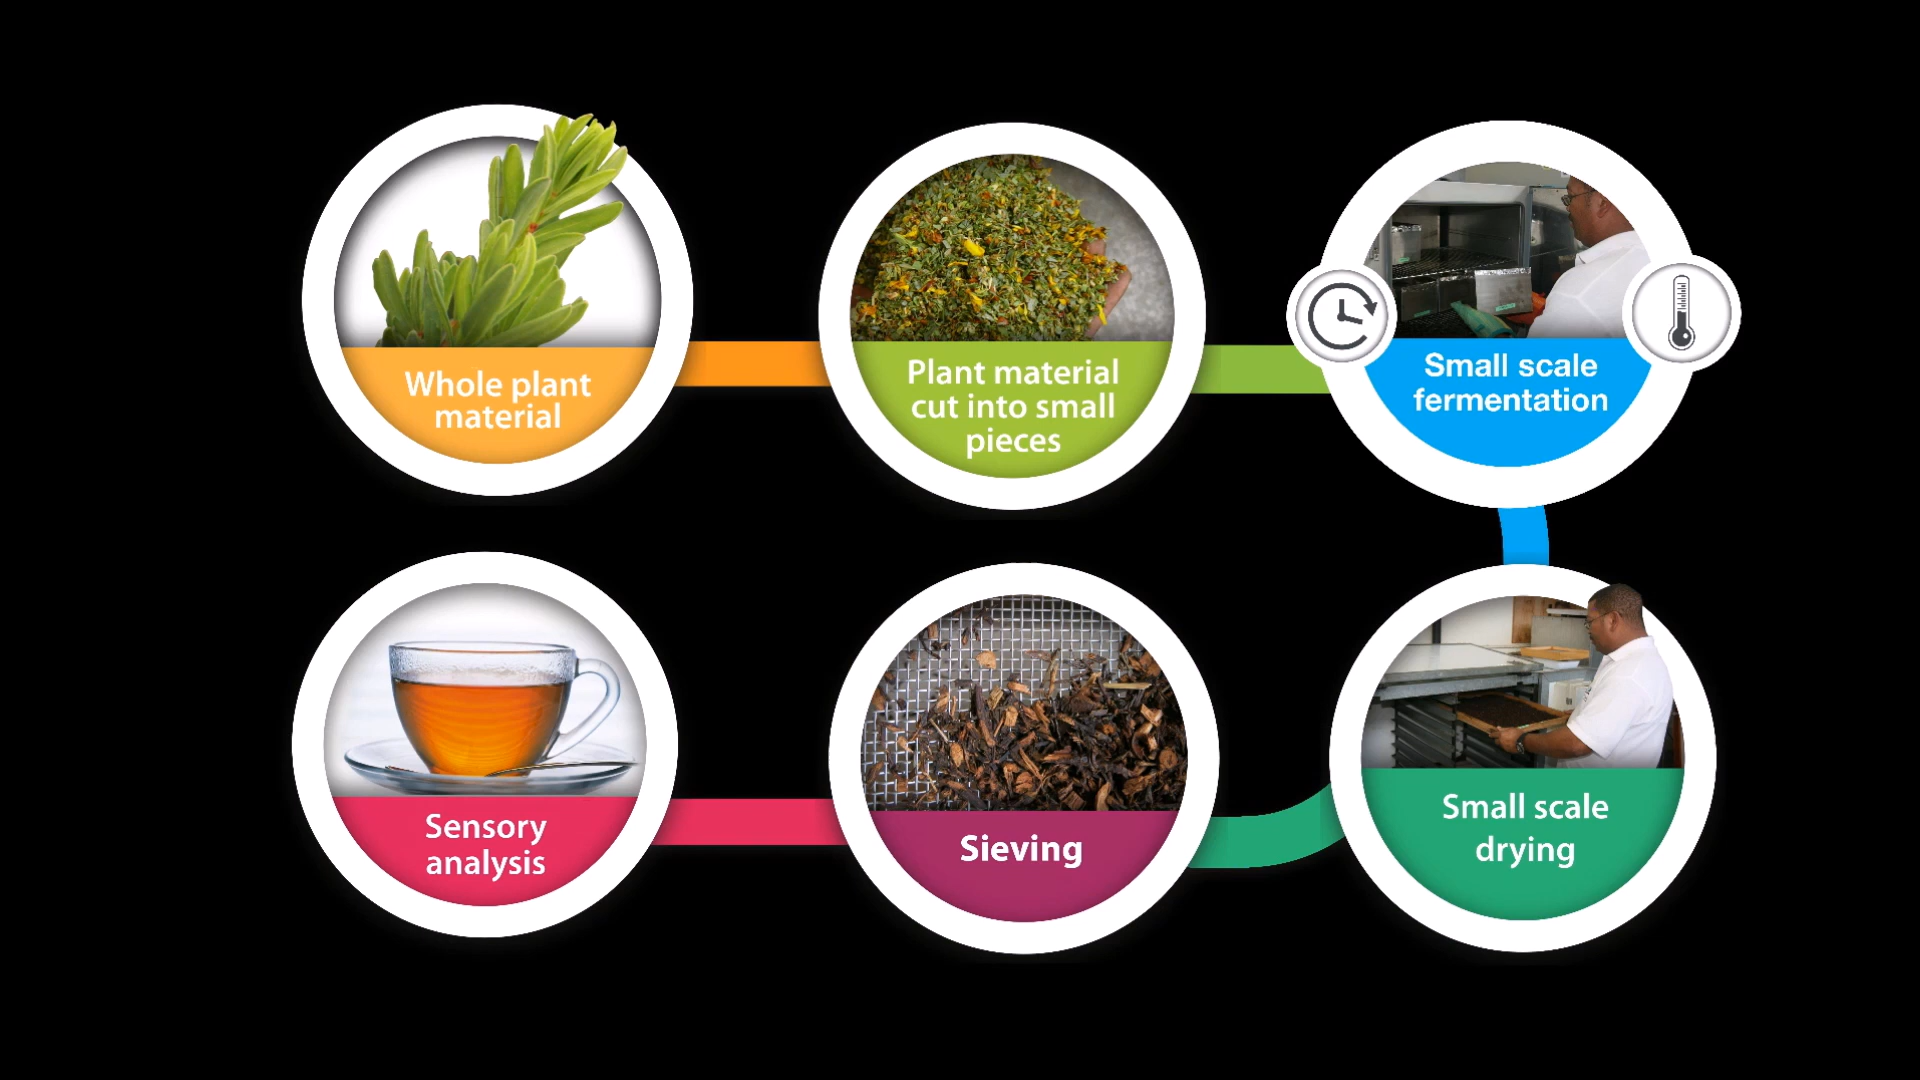 Whole plant
material
Plant material
cut into small
pieces
Small scale
fermentation
Small scale
drying
Sieving
Sensory
analysis